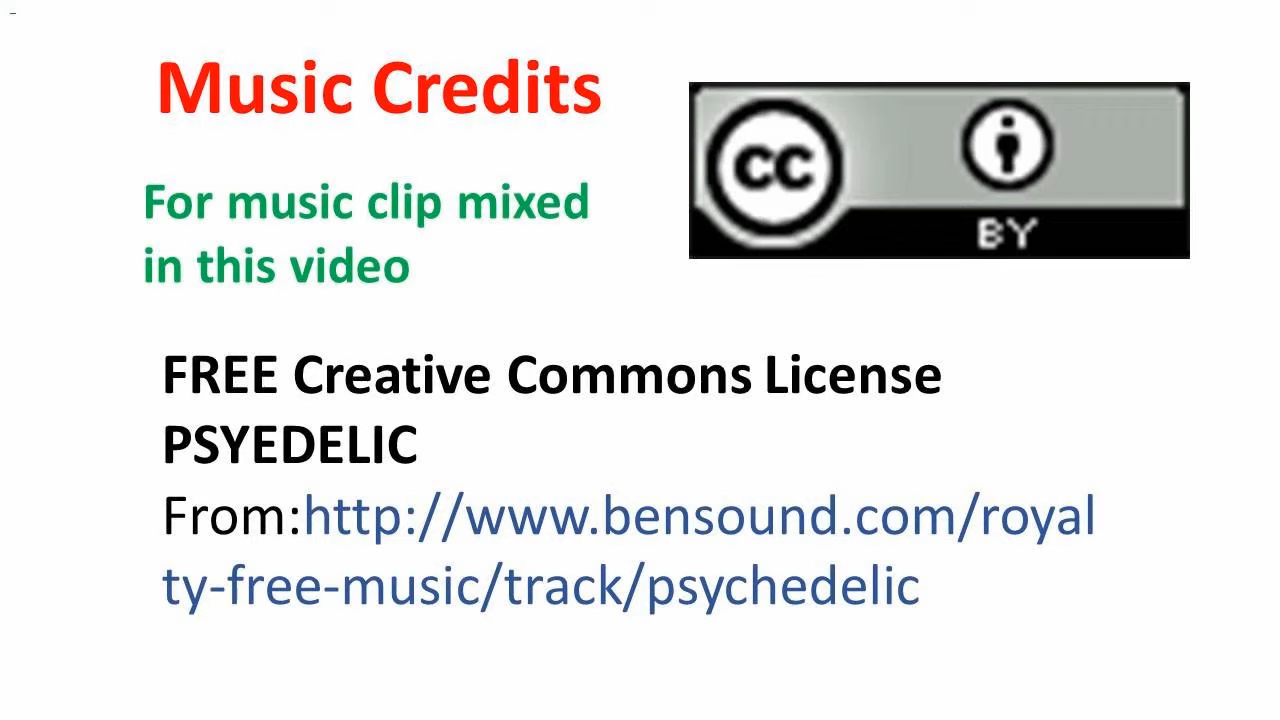 Music Credits
CC
BY
For music clip mixed
in this video
FREE Creative Commons License
PSYEDELIC
From:http://www.bensound.com/royal
ty-free-music/track/psychedelic